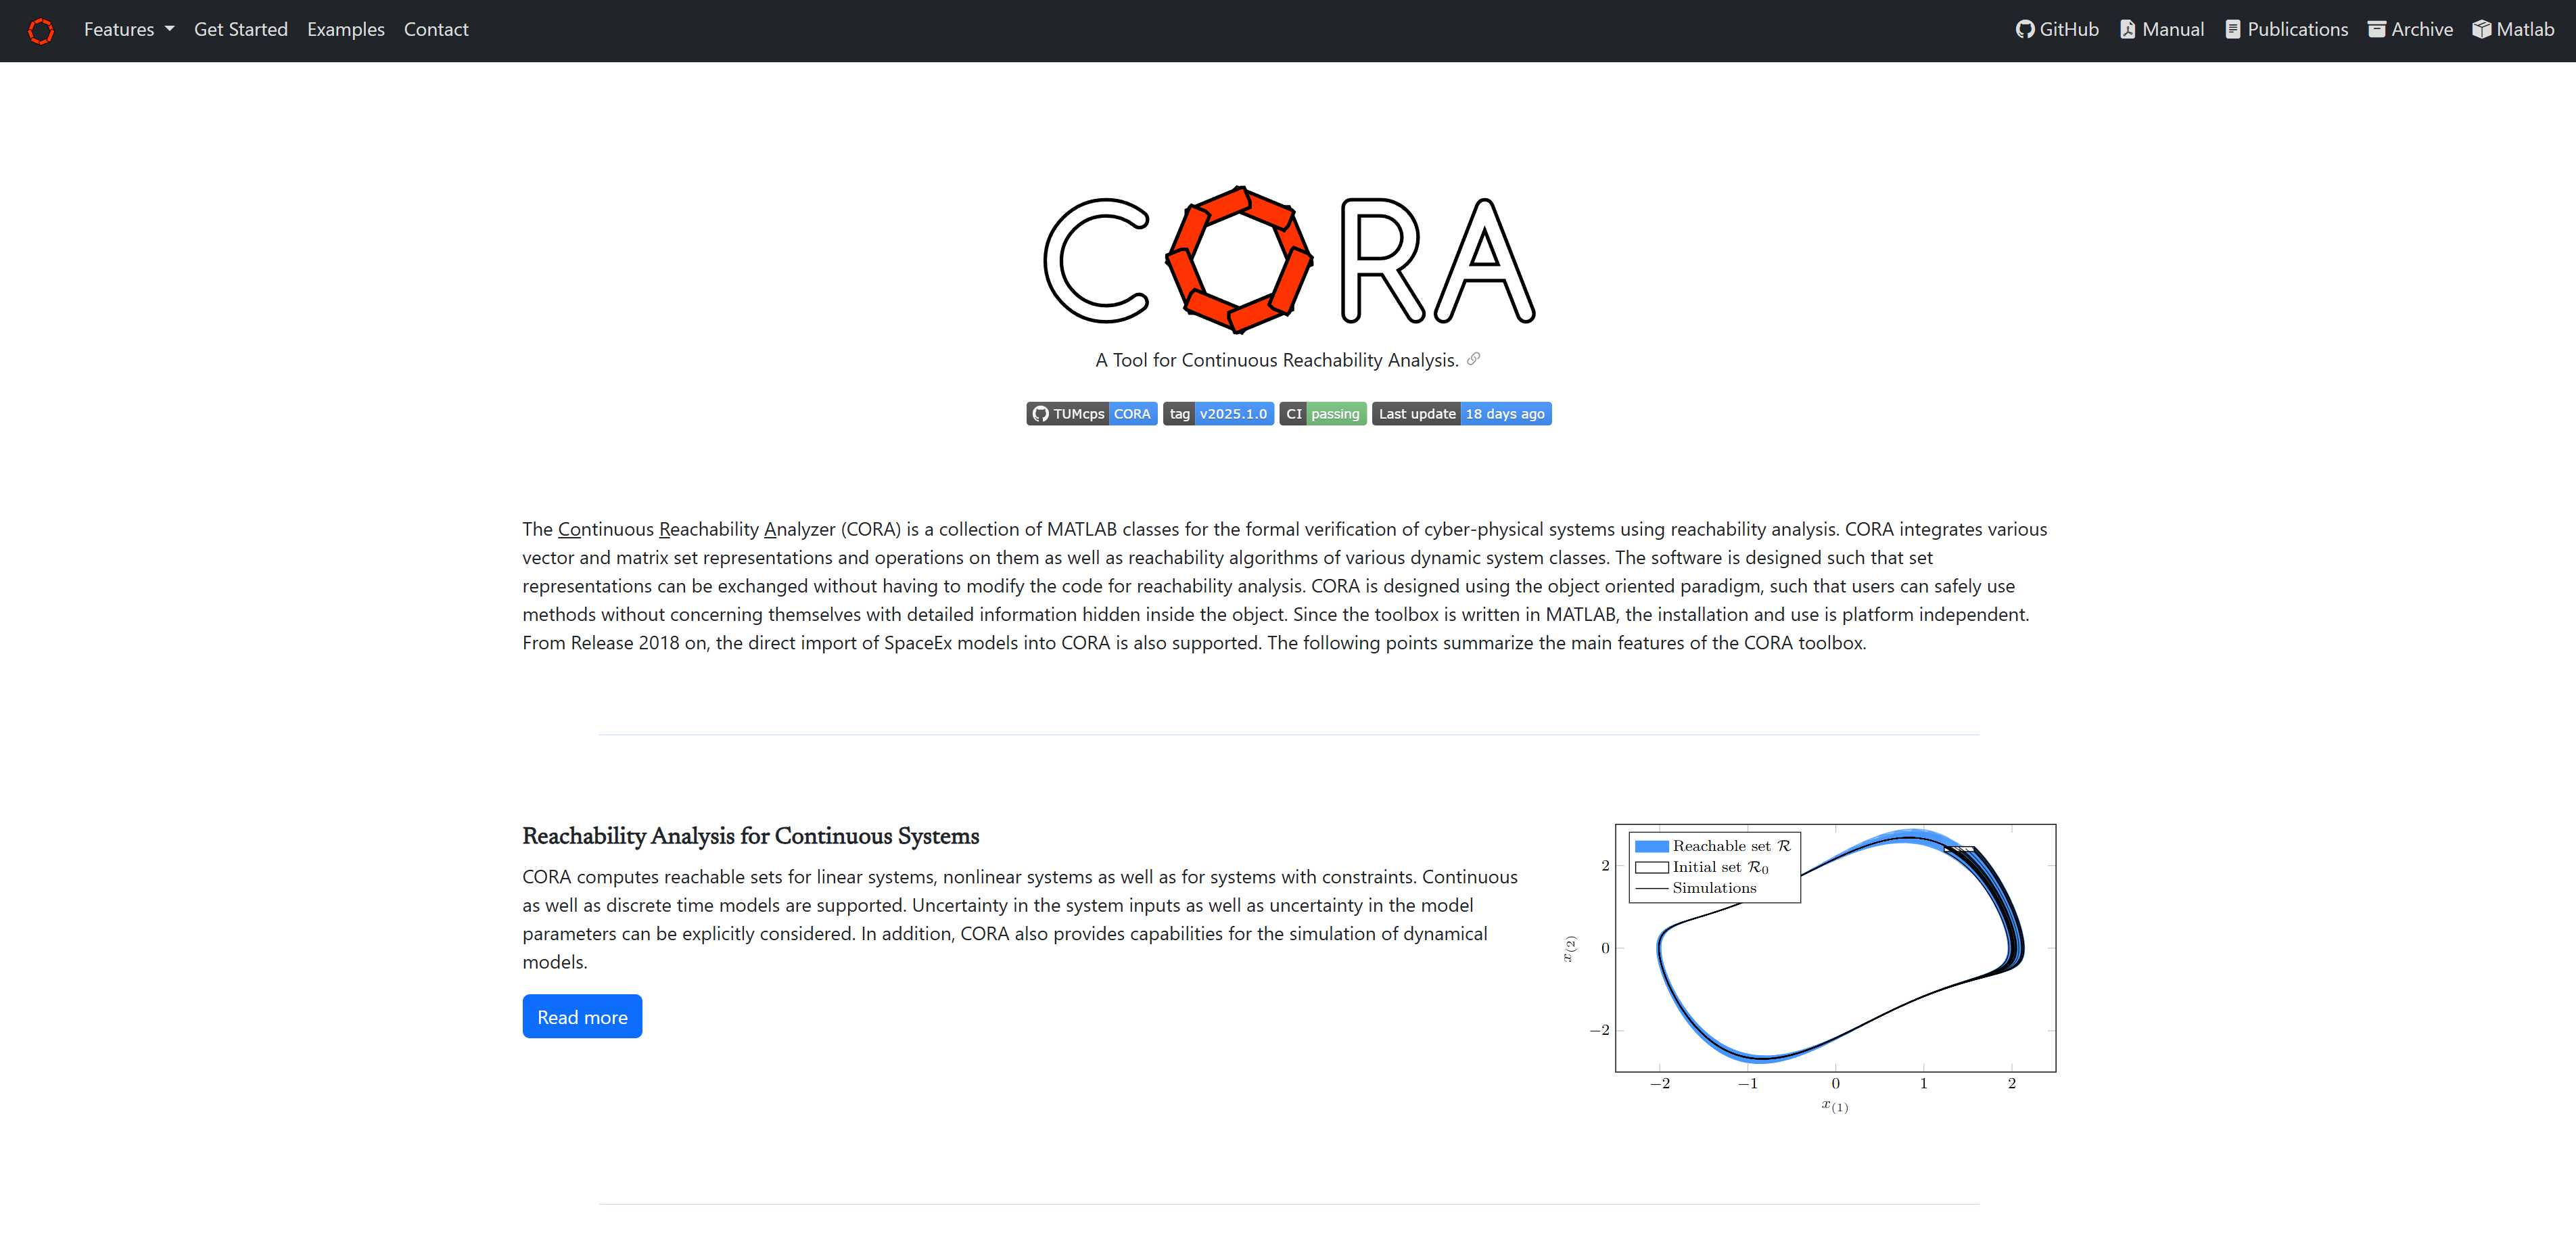 Features Get Started Examples Contact GitHub Manual Publications Archive Matlab
CORA
A Tool for Continuous Reachability Analysis.
TUMcps CORA tag v2025.1.0 CI passing Last update 18 days ago
The Continuous Reachability Analyzer (CORA) is a collection of MATLAB classes for the formal verification of cyber-physical systems using reachability analysis. CORA integrates various
vector and matrix set representations and operations on them as well as reachability algorithms of various dynamic system classes. The software is designed such that set
representations can be exchanged without having to modify the code for reachability analysis. CORA is designed using the object oriented paradigm, such that users can safely use
methods without concerning themselves with detailed information hidden inside the object. Since the toolbox is written in MATLAB, the installation and use is platform independent.
From Release 2018 on, the direct import of SpaceEx models into CORA is also supported. The following points summarize the main features of the CORA toolbox.
Reachability Analysis for Continuous Systems
CORA computes reachable sets for linear systems, nonlinear systems as well as for systems with constraints. Continuous
as well as discrete time models are supported. Uncertainty in the system inputs as well as uncertainty in the model
parameters can be explicitly considered. In addition, CORA also provides capabilities for the simulation of dynamical
models.
Read more
Reachable set R
Initial set R0
Simulations
2
0
−2
x(2)
−2 −1 0 1 2
x(1)